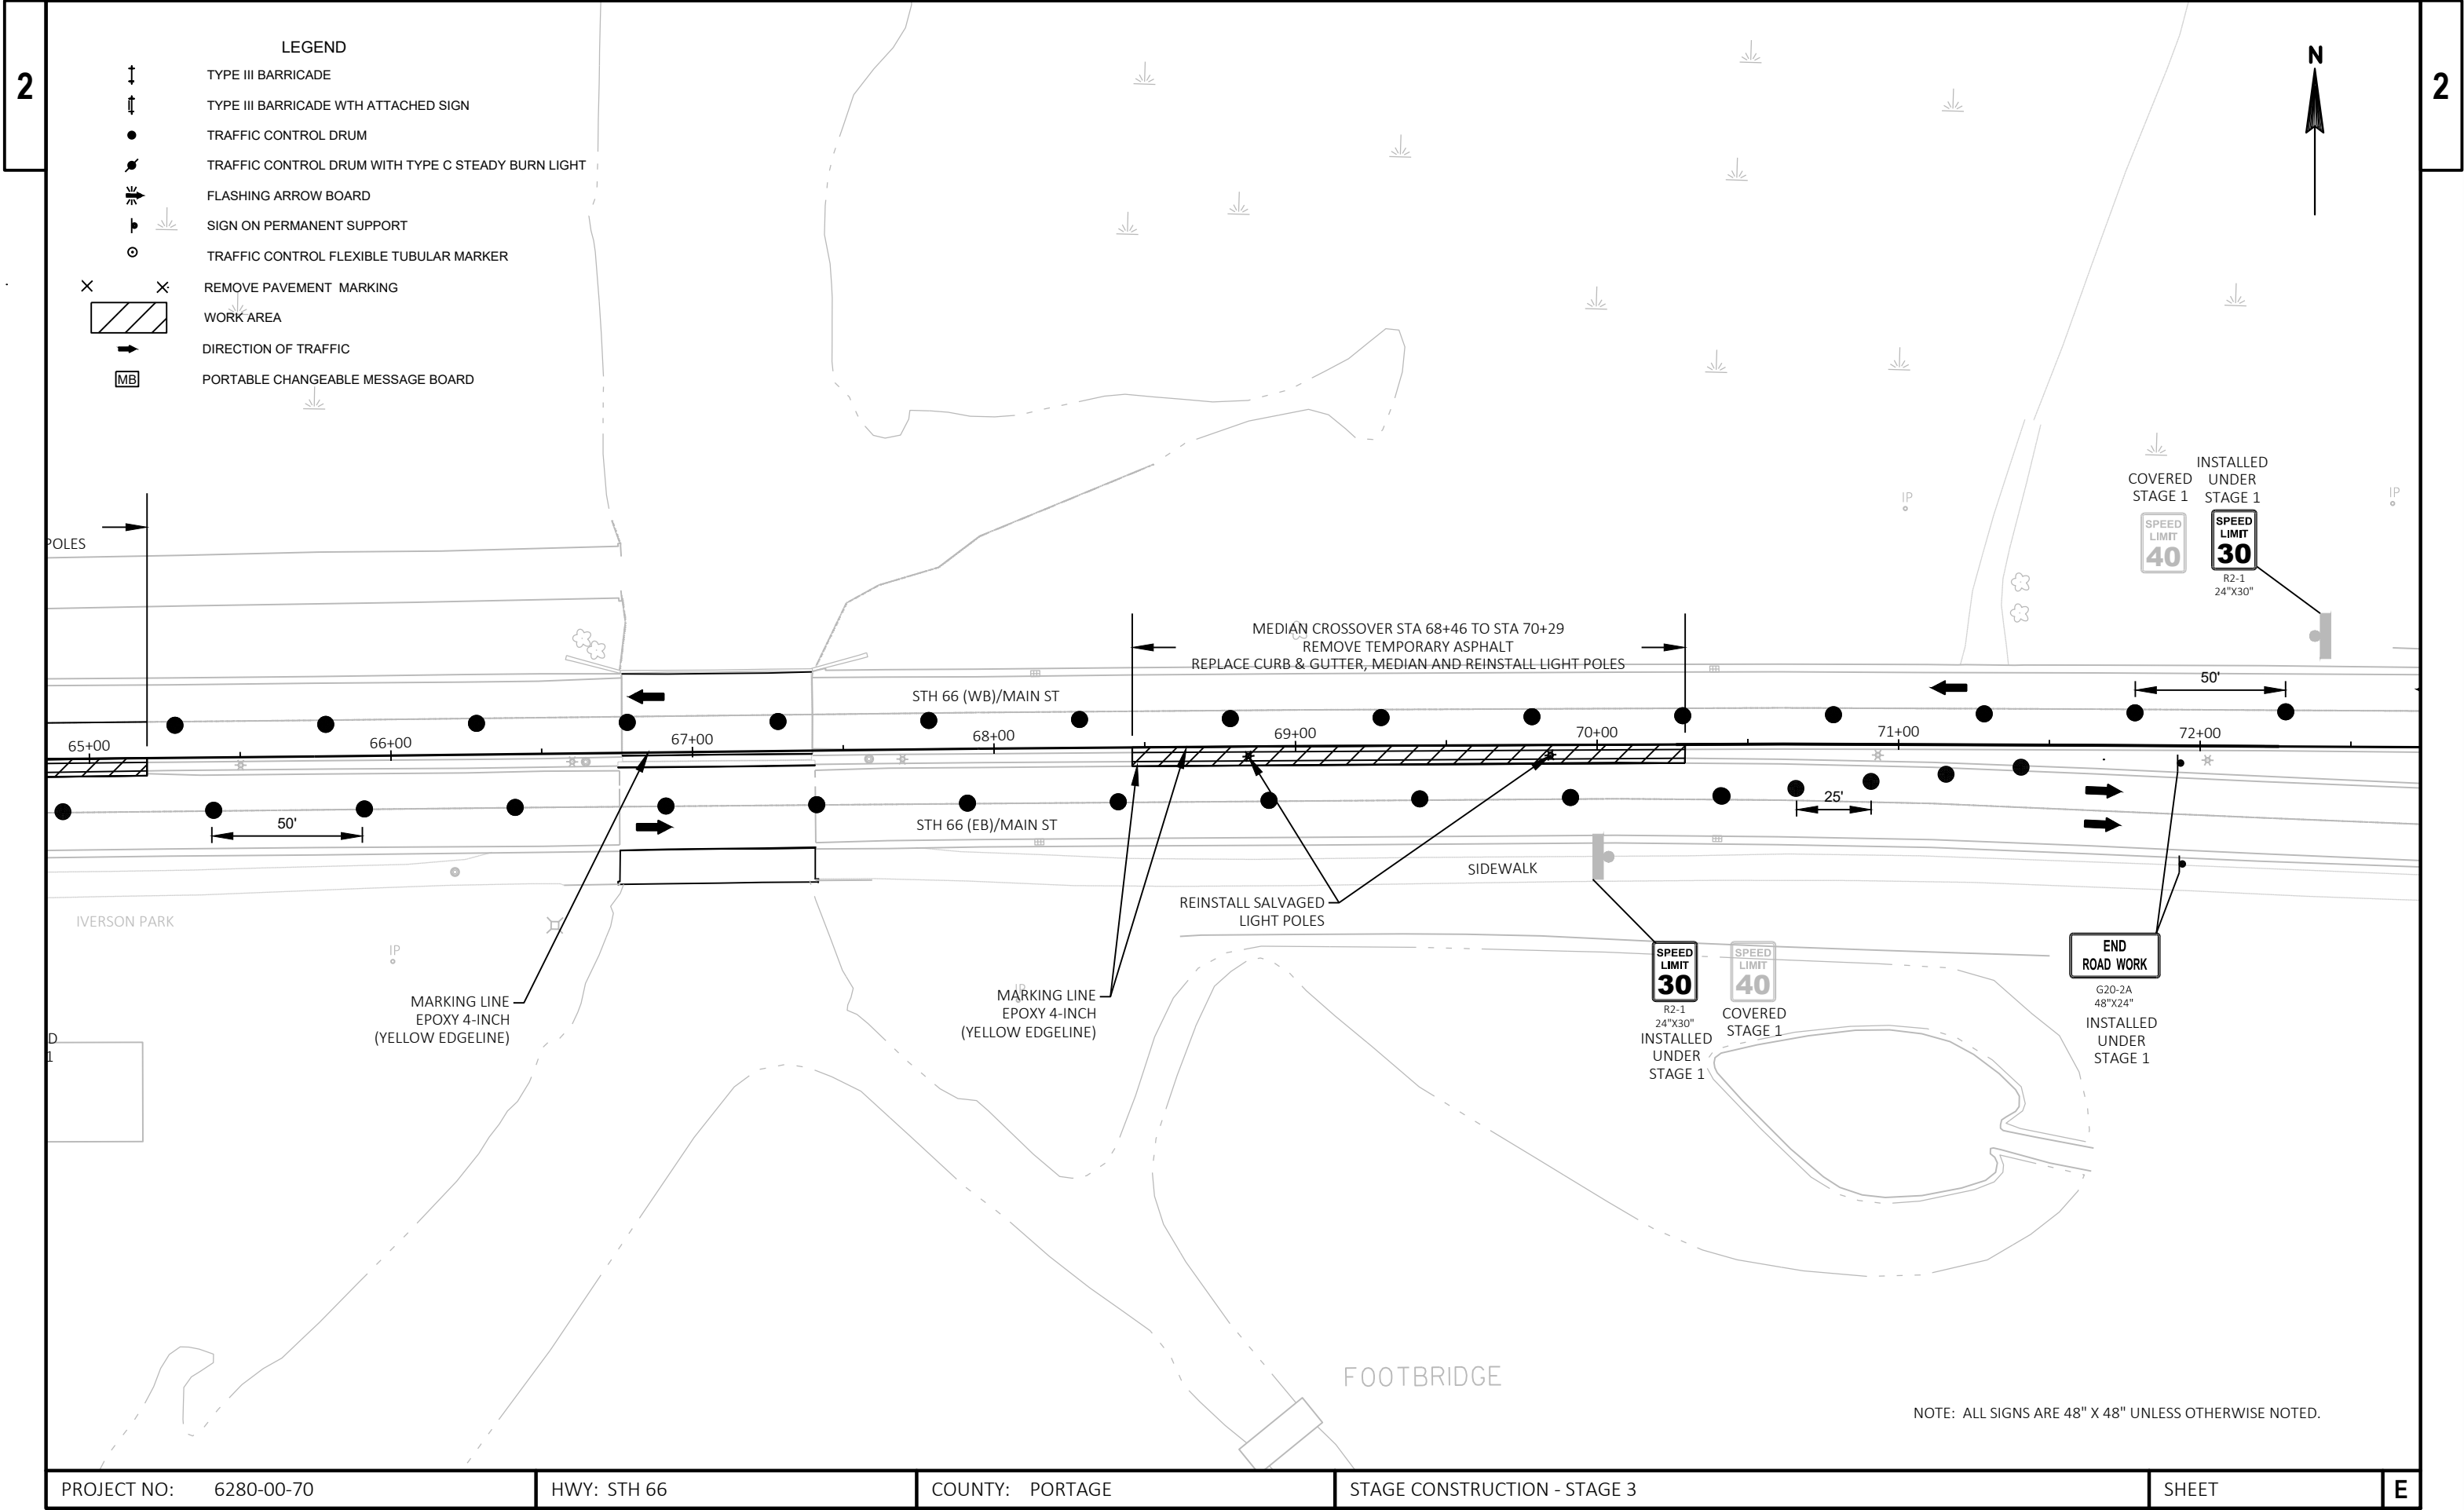 2
2
LEGEND
TYPE III BARRICADE
TYPE III BARRICADE WTH ATTACHED SIGN
TRAFFIC CONTROL DRUM
TRAFFIC CONTROL DRUM WITH TYPE C STEADY BURN LIGHT
FLASHING ARROW BOARD
SIGN ON PERMANENT SUPPORT
TRAFFIC CONTROL FLEXIBLE TUBULAR MARKER
REMOVE PAVEMENT MARKING
WORK AREA
DIRECTION OF TRAFFIC
MB PORTABLE CHANGEABLE MESSAGE BOARD
N
COVERED
STAGE 1
INSTALLED
UNDER
STAGE 1
SPEED
LIMIT
40
SPEED
LIMIT
30
R2-1
24"X30"
IP
IP
POLES
MEDIAN CROSSOVER STA 68+46 TO STA 70+29
REMOVE TEMPORARY ASPHALT
REPLACE CURB & GUTTER, MEDIAN AND REINSTALL LIGHT POLES
STH 66 (WB)/MAIN ST
50'
65+00
66+00
67+00
68+00
69+00
70+00
71+00
72+00
50'
25'
STH 66 (EB)/MAIN ST
SIDEWALK
REINSTALL SALVAGED
LIGHT POLES
IVERSON PARK
IP
IP
MARKING LINE
EPOXY 4-INCH
(YELLOW EDGELINE)
MARKING LINE
EPOXY 4-INCH
(YELLOW EDGELINE)
SPEED
LIMIT
30
R2-1
24"X30"
INSTALLED
UNDER
STAGE 1
SPEED
LIMIT
40
COVERED
STAGE 1
END
ROAD WORK
G20-2A
48"X24"
INSTALLED
UNDER
STAGE 1
D
1
FOOTBRIDGE
NOTE: ALL SIGNS ARE 48" X 48" UNLESS OTHERWISE NOTED.
PROJECT NO: 6280-00-70
HWY: STH 66
COUNTY: PORTAGE
STAGE CONSTRUCTION - STAGE 3
SHEET
E